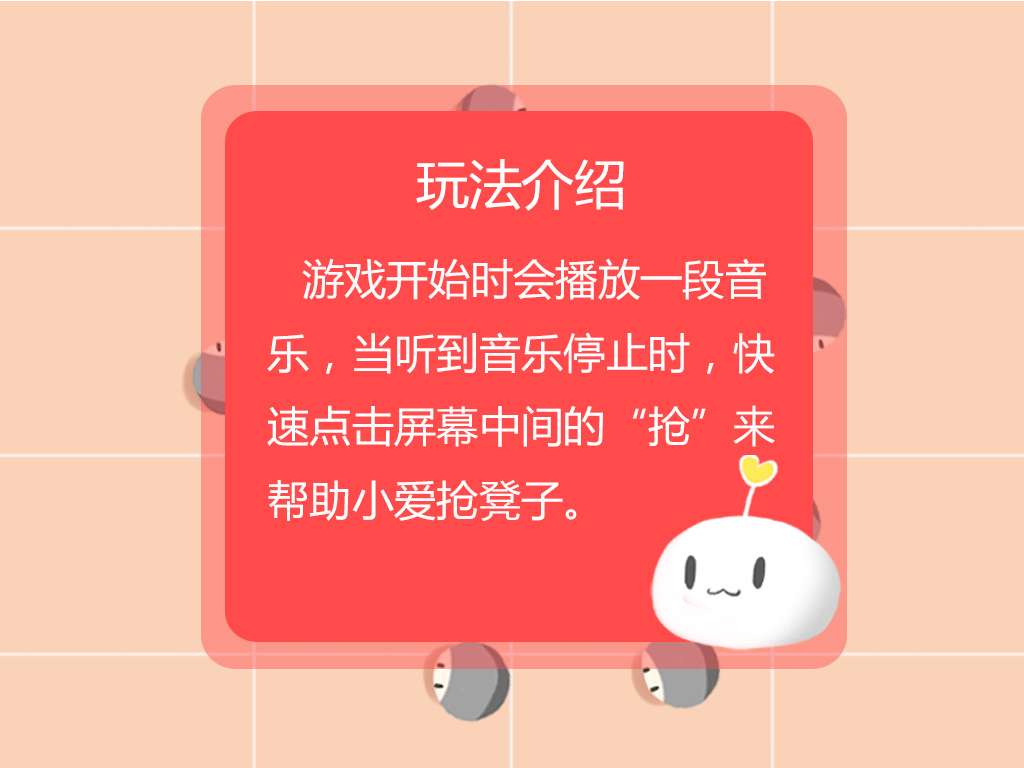 玩法介绍
游戏开始时会播放一段音
乐，当听到音乐停止时，快
速点击屏幕中间的“抢”来
帮助小爱抢凳子。